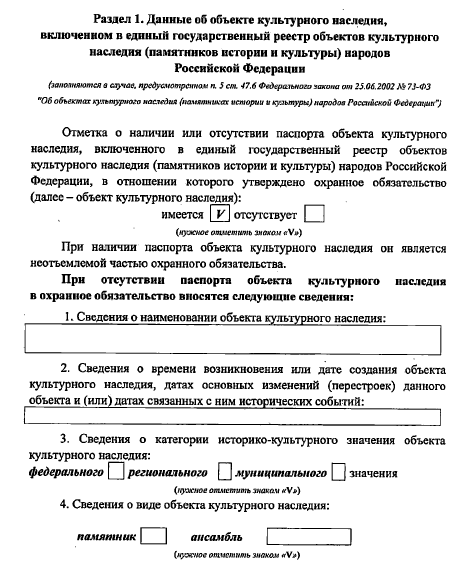 Раздел 1. Данные об объекте культурного наследия,
включенном в единый государственный реестр объектов культурного
наследия (памятников истории и культуры) народов
Российской Федерации
(заполняются в случае, предусмотренном п. 5 ст. 47.6 Федерального закона от 25.06.2002 № 73-ФЗ
"Об объектах культурного наследия (памятниках истории и культуры) народов Российской Федерации")
Отметка о наличии или отсутствии паспорта объекта культурного
наследия, включенного в единый государственный реестр объектов
культурного наследия (памятников истории и культуры) народов Российской
Федерации, в отношении которого утверждено охранное обязательство
(далее – объект культурного наследия):
имеется V отсутствует
(нужное отметить знаком «V»)
При наличии паспорта объекта культурного наследия он является
неотъемлемой частью охранного обязательства.
При отсутствии паспорта объекта культурного наследия
в охранное обязательство вносятся следующие сведения:
1. Сведения о наименовании объекта культурного наследия:
2. Сведения о времени возникновения или дате создания объекта
культурного наследия, датах основных изменений (перестроек) данного
объекта и (или) датах связанных с ним исторических событий:
3. Сведения о категории историко-культурного значения объекта
культурного наследия:
федерального регионального муниципального значения
(нужное отметить знаком «V»)
4. Сведения о виде объекта культурного наследия:
памятник ансамбль
(нужное отметить знаком «V»)